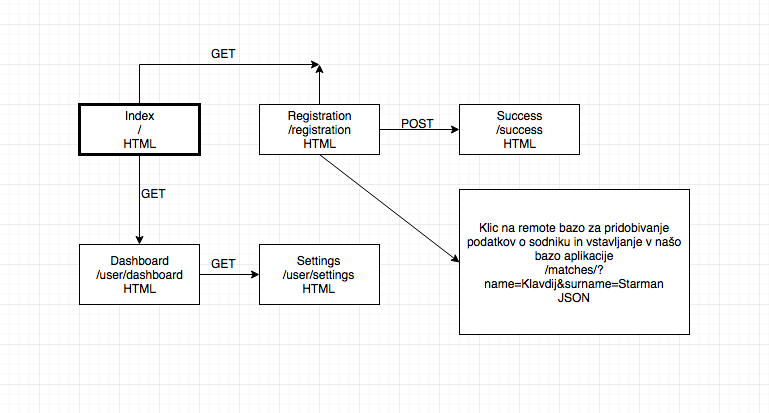 GET
Index
/
HTML
Registration
/registration
HTML
POST
Success
/success
HTML
GET
Dashboard
/user/dashboard
HTML
GET
Settings
/user/settings
HTML
Klic na remote bazo za pridobivanje
podatkov o sodniku in vstavljanje v našo
bazo aplikacije
/matches/?
name=Klavdij&surname=Starman
JSON